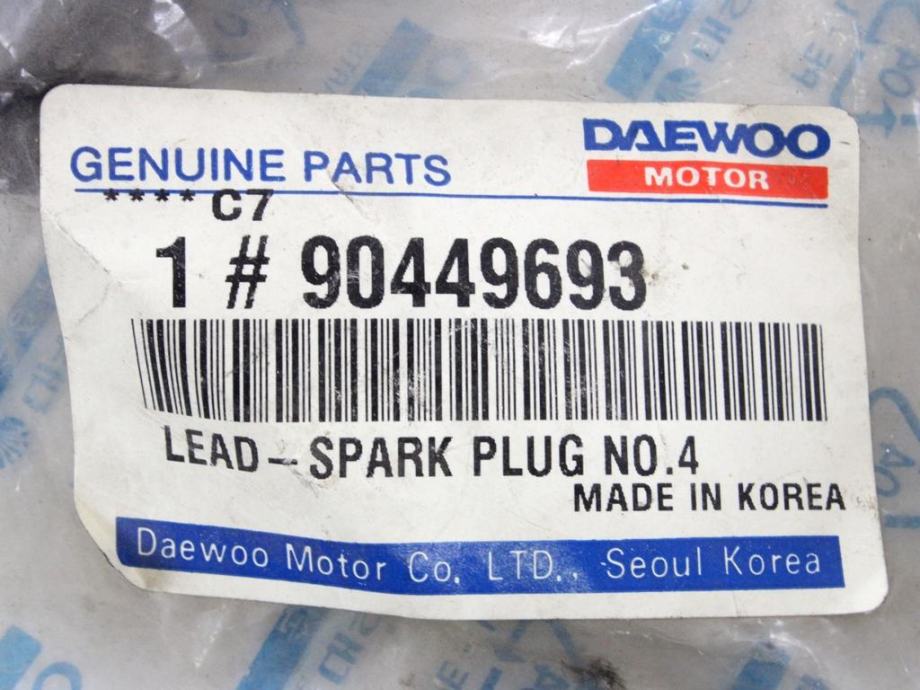 DAEWOO
GENUINE PARTS
MOTOR
**** C7
1 # 90449693
LEAD - SPARK PLUG NO.4
MADE IN KOREA
Daewoo Motor Co. LTD., Seoul Korea